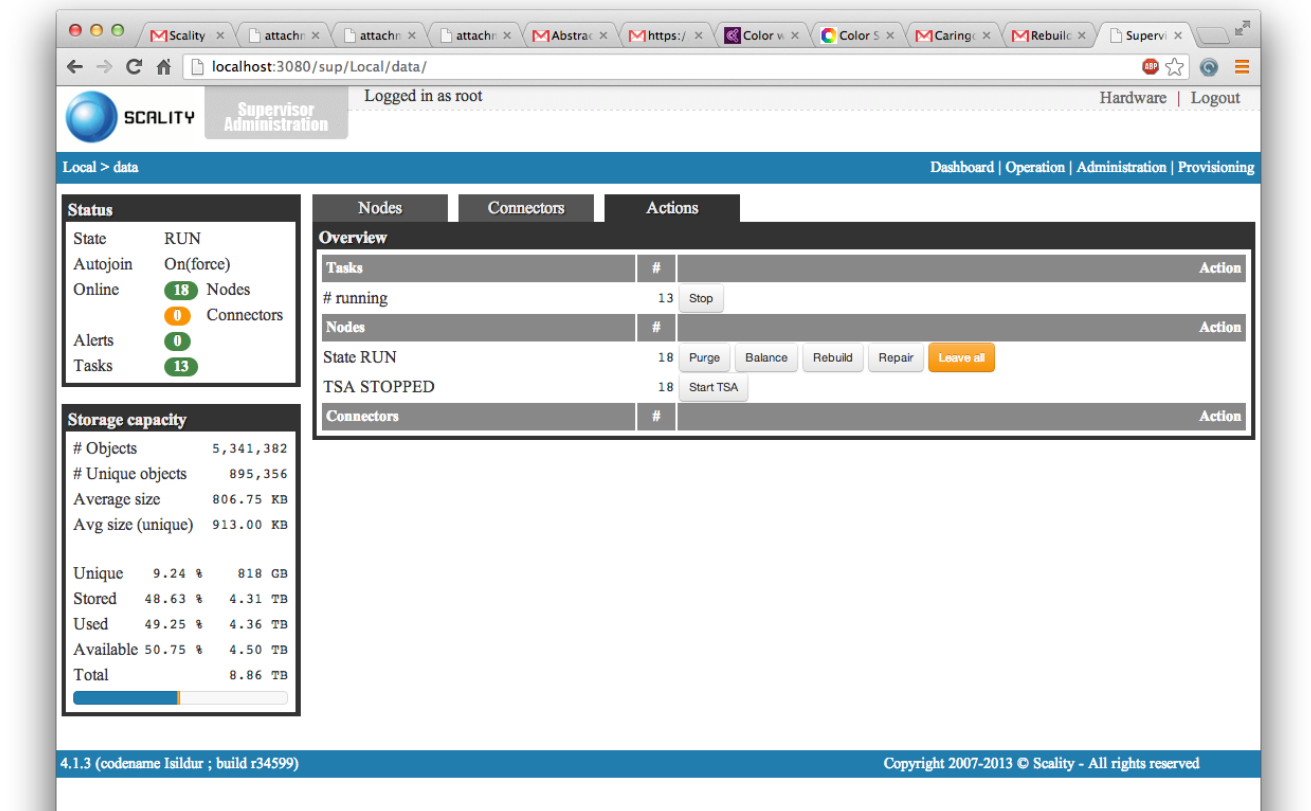 Scality
attachn
attachn
attachn
Abstrac
https:/
Color w
Color S
Caring
Rebuild
Supervi
localhost:3080/sup/Local/data/
ABP
SCALITY
Supervisor
Administration
Logged in as root
Hardware | Logout
Local > data
Dashboard | Operation | Administration | Provisioning
Status
State RUN
Autojoin On(force)
Online 18 Nodes
0 Connectors
Alerts 0
Tasks 13
Storage capacity
# Objects 5,341,382
# Unique objects 895,356
Average size 806.75 KB
Avg size (unique) 913.00 KB
Unique 9.24 % 818 GB
Stored 48.63 % 4.31 TB
Used 49.25 % 4.36 TB
Available 50.75 % 4.50 TB
Total 8.86 TB
Nodes Connectors Actions
Overview
Tasks # Action
# running 13 Stop
Nodes # Action
State RUN 18 Purge Balance Rebuild Repair Leave all
TSA STOPPED 18 Start TSA
Connectors # Action
4.1.3 (codename Isildur ; build r34599)
Copyright 2007-2013 © Scality - All rights reserved